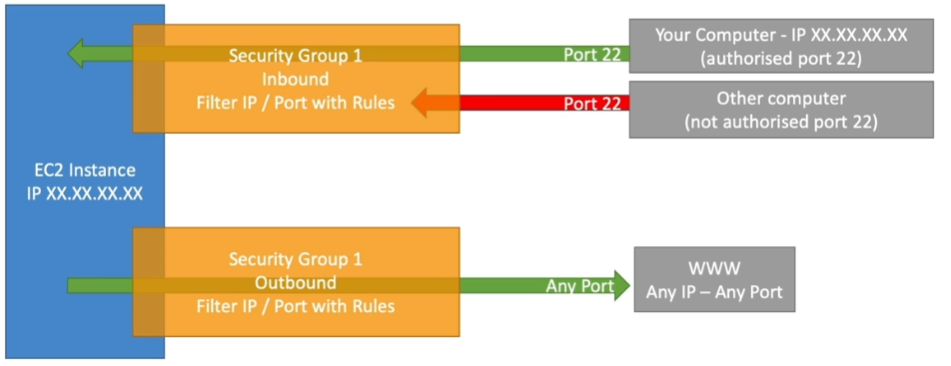 Security Group 1
Inbound
Filter IP / Port with Rules
Port 22
Your Computer - IP XX.XX.XX.XX
(authorised port 22)
Port 22
Other computer
(not authorised port 22)
EC2 Instance
IP XX.XX.XX.XX
Security Group 1
Outbound
Filter IP / Port with Rules
Any Port
WWW
Any IP – Any Port